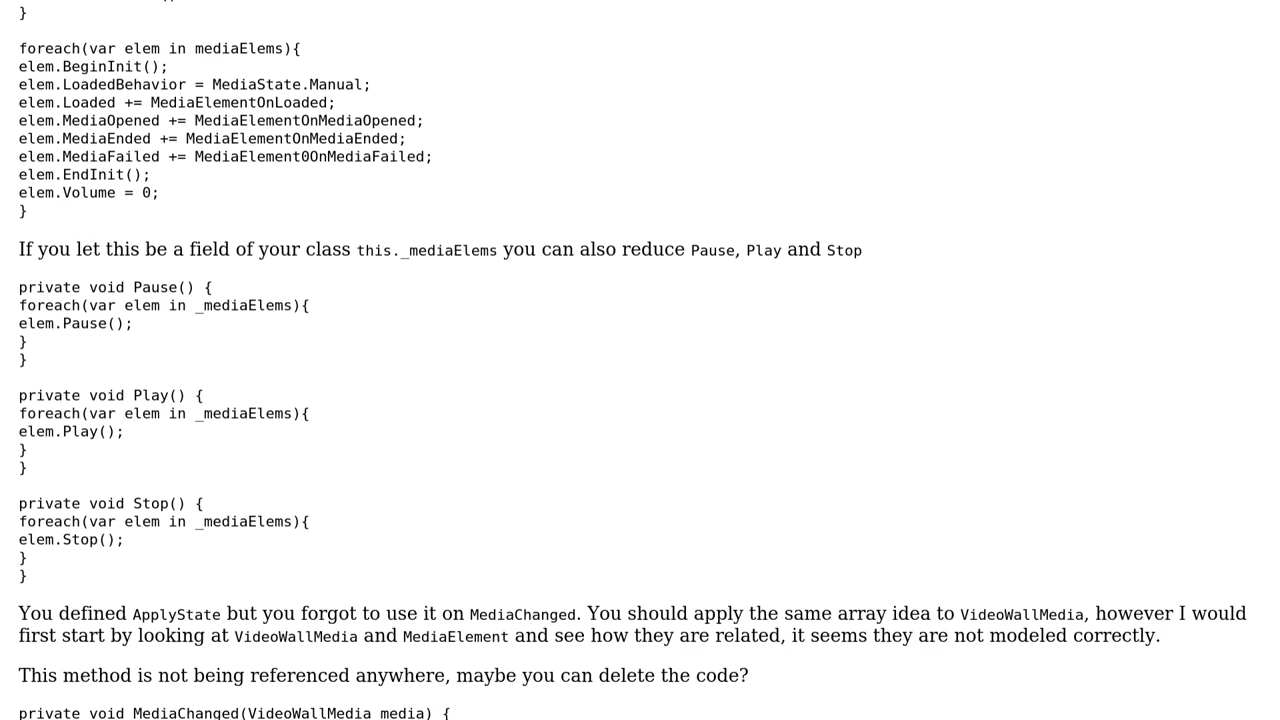 }
foreach(var elem in mediaElems){
elem.BeginInit();
elem.LoadedBehavior = MediaState.Manual;
elem.Loaded += MediaElementOnLoaded;
elem.MediaOpened += MediaElementOnMediaOpened;
elem.MediaEnded += MediaElementOnMediaEnded;
elem.MediaFailed += MediaElement0OnMediaFailed;
elem.EndInit();
elem.Volume = 0;
}
If you let this be a field of your class this._mediaElems you can also reduce Pause, Play and Stop
private void Pause() {
foreach(var elem in _mediaElems){
elem.Pause();
}
}
private void Play() {
foreach(var elem in _mediaElems){
elem.Play();
}
}
private void Stop() {
foreach(var elem in _mediaElems){
elem.Stop();
}
}
You defined ApplyState but you forgot to use it on MediaChanged. You should apply the same array idea to VideoWallMedia, however I would
first start by looking at VideoWallMedia and MediaElement and see how they are related, it seems they are not modeled correctly.
This method is not being referenced anywhere, maybe you can delete the code?
private void MediaChanged(VideoWallMedia media) {